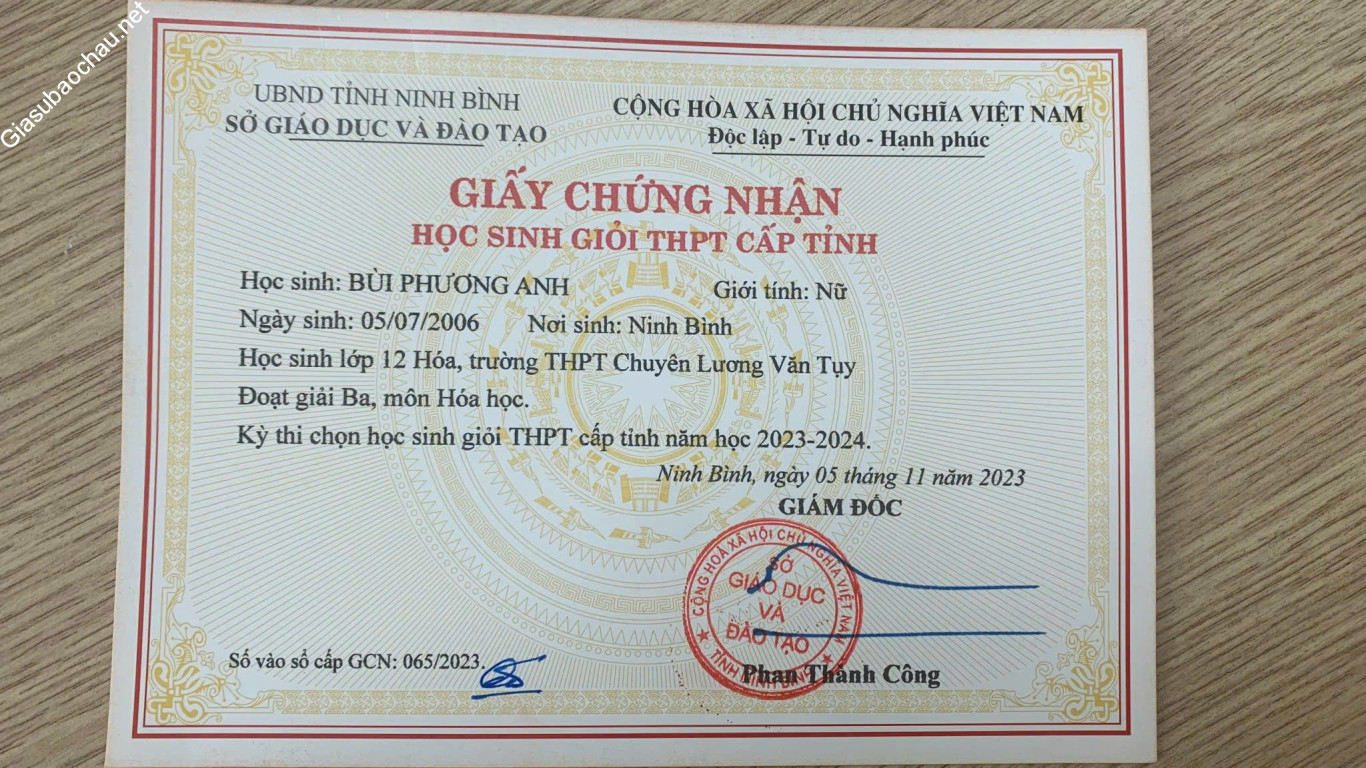 Giasubaochau.net
UBND TỈNH NINH BÌNH
SỞ GIÁO DỤC VÀ ĐÀO TẠO
CỘNG HÒA XÃ HỘI CHỦ NGHĨA VIỆT NAM
Độc lập - Tự do - Hạnh phúc
GIẤY CHỨNG NHẬN
HỌC SINH GIỎI THPT CẤP TỈNH
Học sinh: BÙI PHƯƠNG ANH Giới tính: Nữ
Ngày sinh: 05/07/2006 Nơi sinh: Ninh Bình
Học sinh lớp 12 Hóa, trường THPT Chuyên Lương Văn Tụy
Đoạt giải Ba, môn Hóa học.
Kỳ thi chọn học sinh giỏi THPT cấp tỉnh năm học 2023-2024.
Ninh Bình, ngày 05 tháng 11 năm 2023
GIÁM ĐỐC
CỘNG HOÀ XÃ HỘI CHỦ NGHĨA VIỆT NAM
SỞ
GIÁO DỤC
VÀ
ĐÀO TẠO
TỈNH NINH BÌNH
Phan Thành Công
Số vào sổ cấp GCN: 065/2023.